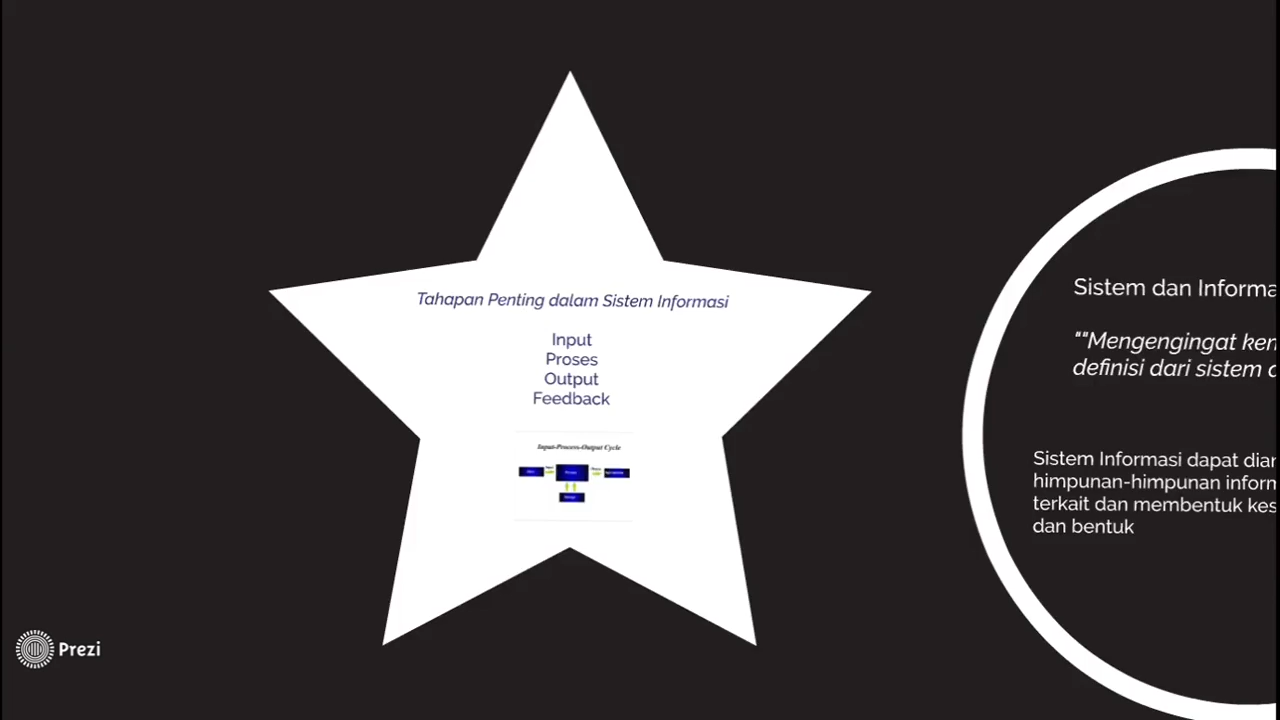 Tahapan Penting dalam Sistem Informasi
Input
Proses
Output
Feedback
Input-Process-Output Cycle
Sistem dan Informa
""Mengengingat ken
definisi dari sistem
Sistem Informasi dapat diar
himpunan-himpunan inform
terkait dan membentuk kes
dan bentuk
Prezi